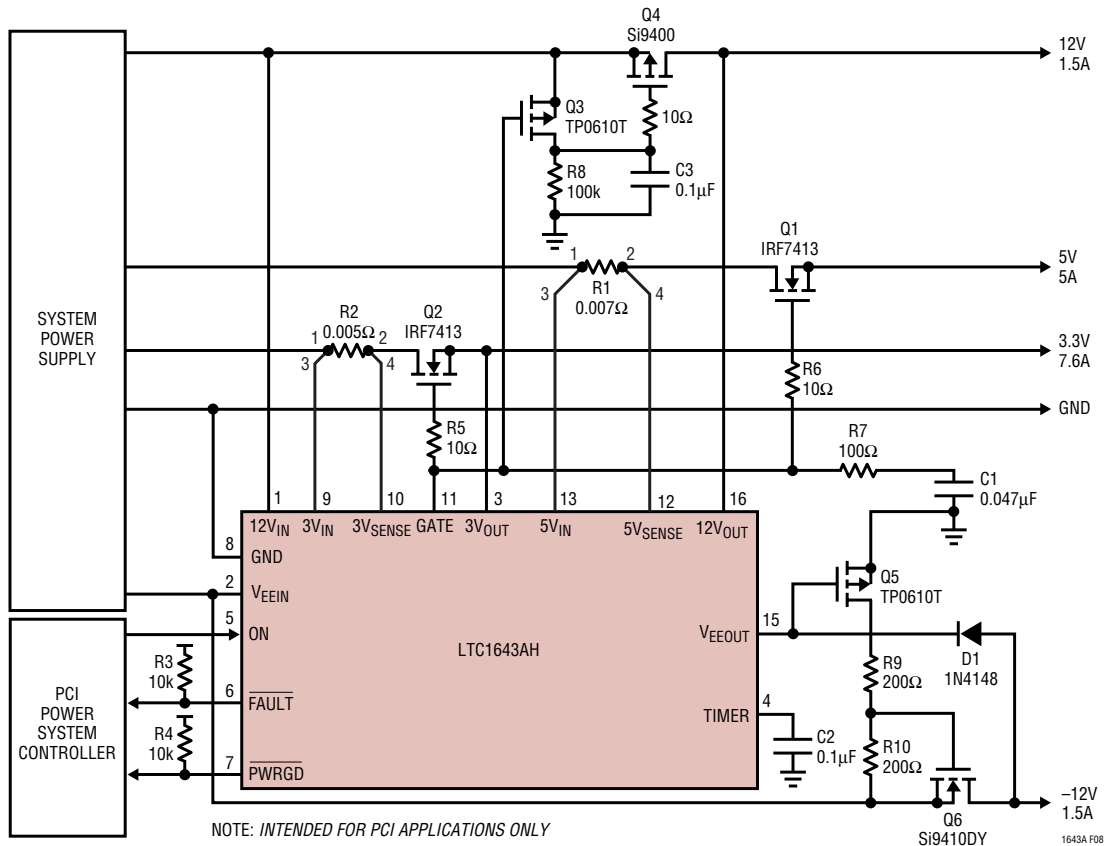 Q4
Si9400
12V
1.5A
Q3
TP0610T
10Ω
R8
100k
C3
0.1µF
Q1
IRF7413
1
2
5V
5A
3
R1
0.007Ω
4
SYSTEM
POWER
SUPPLY
R2
0.005Ω
Q2
IRF7413
1
2
3
4
3.3V
7.6A
R6
10Ω
GND
R5
10Ω
R7
100Ω
C1
0.047µF
1
9
10
11
3
13
12
16
12VIN
3VIN
3VSENSE
GATE
3VOUT
5VIN
5VSENSE
12VOUT
8
GND
2
VEEIN
5
ON
LTC1643AH
VEEOUT
15
Q5
TP0610T
D1
1N4148
R9
200Ω
PCI
POWER
SYSTEM
CONTROLLER
R3
10k
6
FAULT
R4
10k
7
PWRGD
TIMER
4
C2
0.1µF
R10
200Ω
Q6
Si9410DY
–12V
1.5A
NOTE: INTENDED FOR PCI APPLICATIONS ONLY
1643A F08